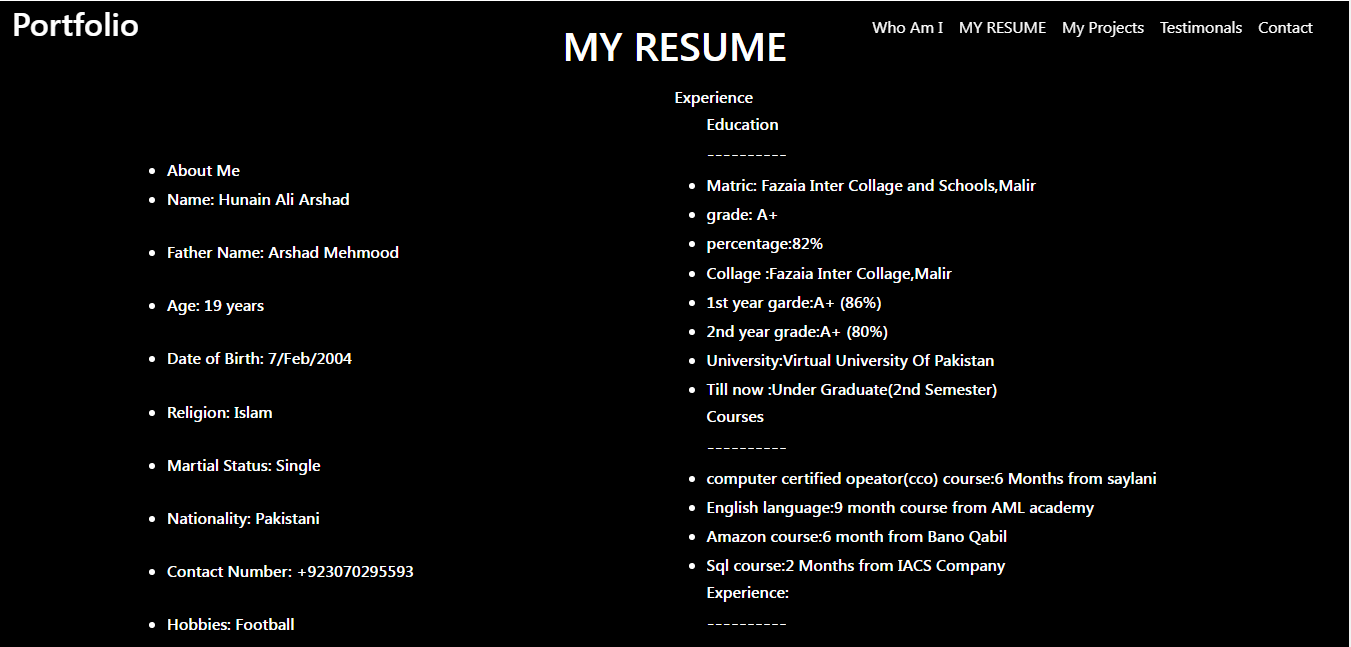 Portfolio
Who Am I MY RESUME My Projects Testimonals Contact
MY RESUME
About Me
Name: Hunain Ali Arshad
Father Name: Arshad Mehmood
Age: 19 years
Date of Birth: 7/Feb/2004
Religion: Islam
Martial Status: Single
Nationality: Pakistani
Contact Number: +923070295593
Hobbies: Football
Experience
Education
----------
Matric: Fazaia Inter Collage and Schools,Malir
grade: A+
percentage:82%
Collage :Fazaia Inter Collage,Malir
1st year garde:A+ (86%)
2nd year grade:A+ (80%)
University:Virtual University Of Pakistan
Till now :Under Graduate(2nd Semester)
Courses
----------
computer certified opeator(cco) course:6 Months from saylani
English language:9 month course from AML academy
Amazon course:6 month from Bano Qabil
Sql course:2 Months from IACS Company
Experience:
----------